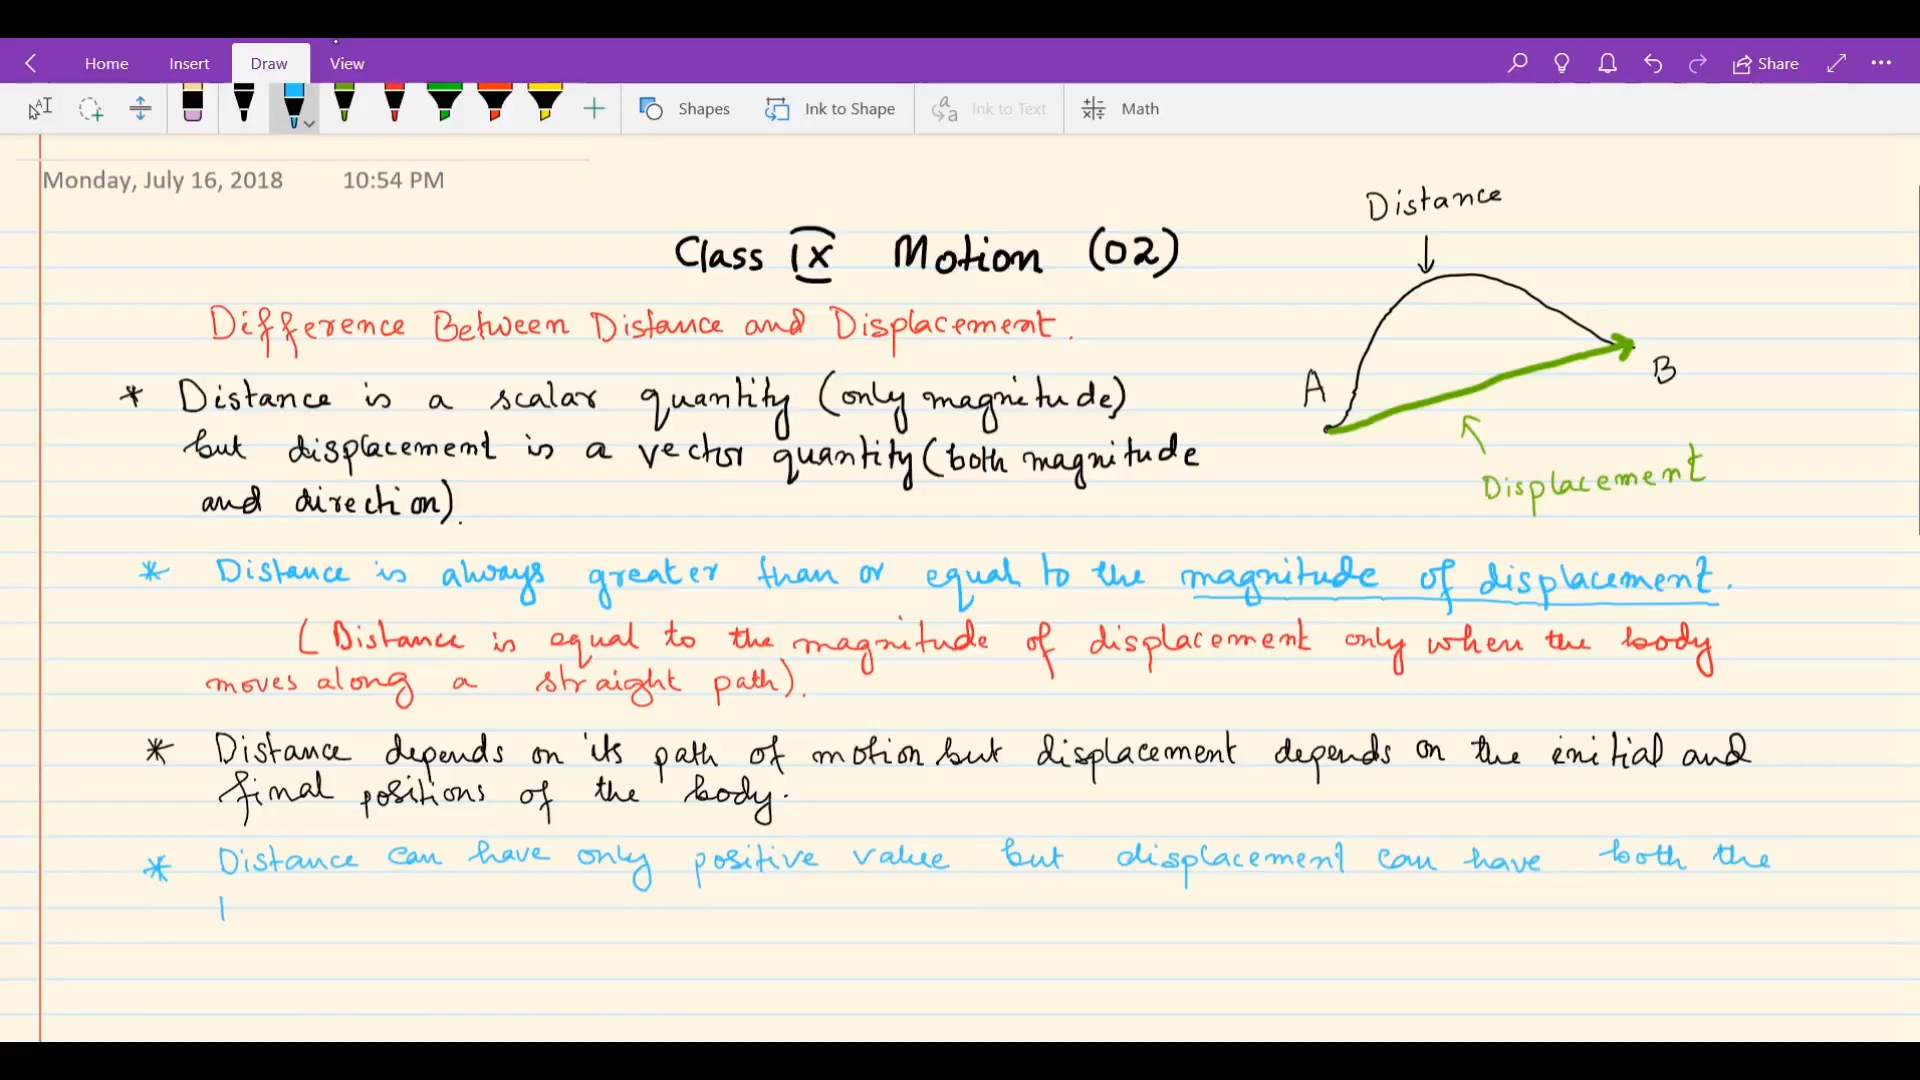 Home Insert Draw View Share
Shapes Ink to Shape Ink to Text Math
Monday, July 16, 2018 10:54 PM
Distance
Class IX Motion (02)
Difference Between Distance and Displacement.
A
B
Displacement
* Distance is a scalar quantity (only magnitude)
but displacement is a vector quantity (both magnitude
and direction).
* Distance is always greater than or equal to the magnitude of displacement.
(Distance is equal to the magnitude of displacement only when the body
moves along a straight path).
* Distance depends on its path of motion but displacement depends on the initial and
final positions of the body.
* Distance can have only positive value but displacement can have both the